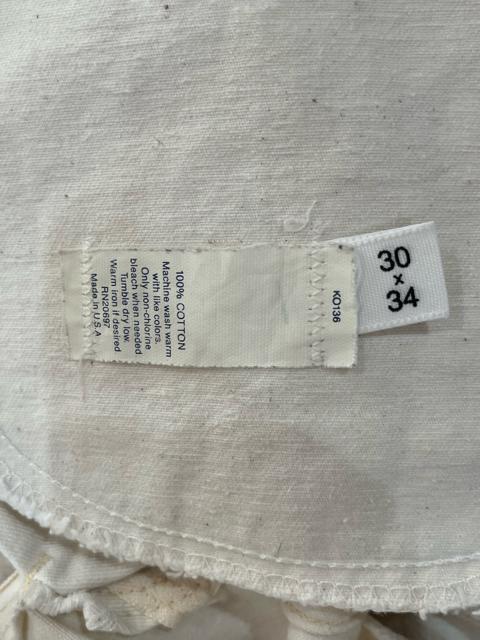 30
x
34
KO136
100% COTTON
Machine wash warm
with like colors.
Only non-chlorine
bleach when needed
Tumble dry low.
Warm iron if desired
RN20697
Made in U.S.A